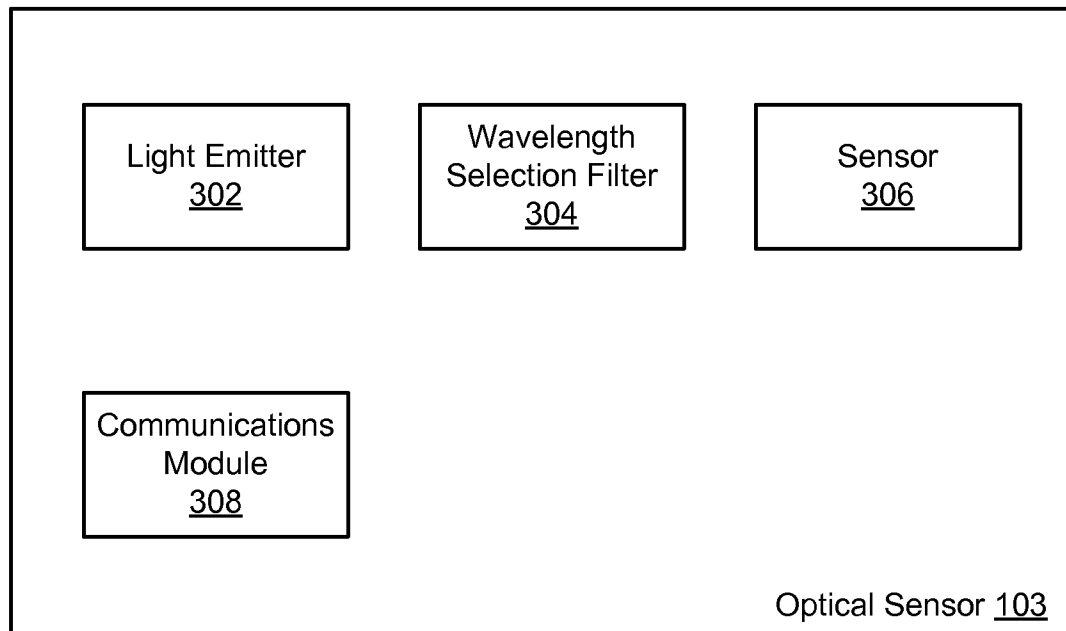 Light Emitter
302
Wavelength
Selection Filter
304
Sensor
306
Communications
Module
308
Optical Sensor 103